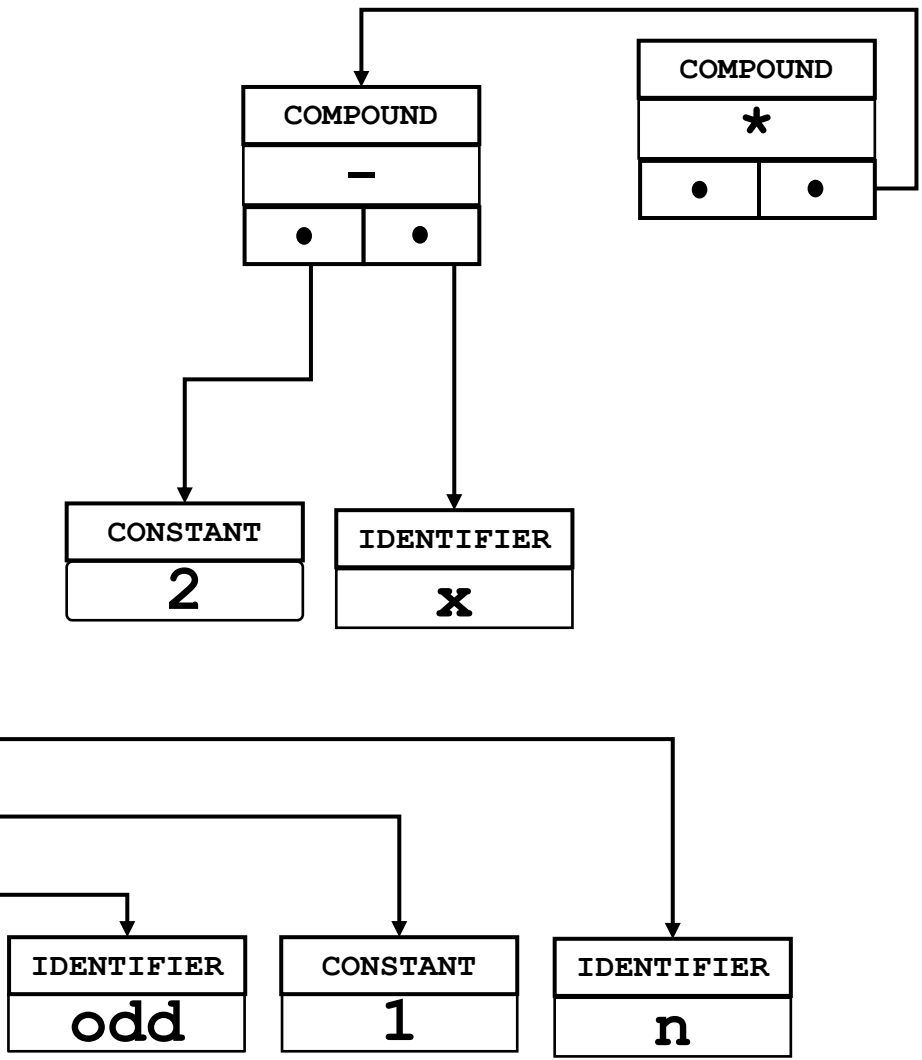 COMPOUND
*
COMPOUND
–
CONSTANT
2
IDENTIFIER
x
IDENTIFIER
odd
CONSTANT
1
IDENTIFIER
n